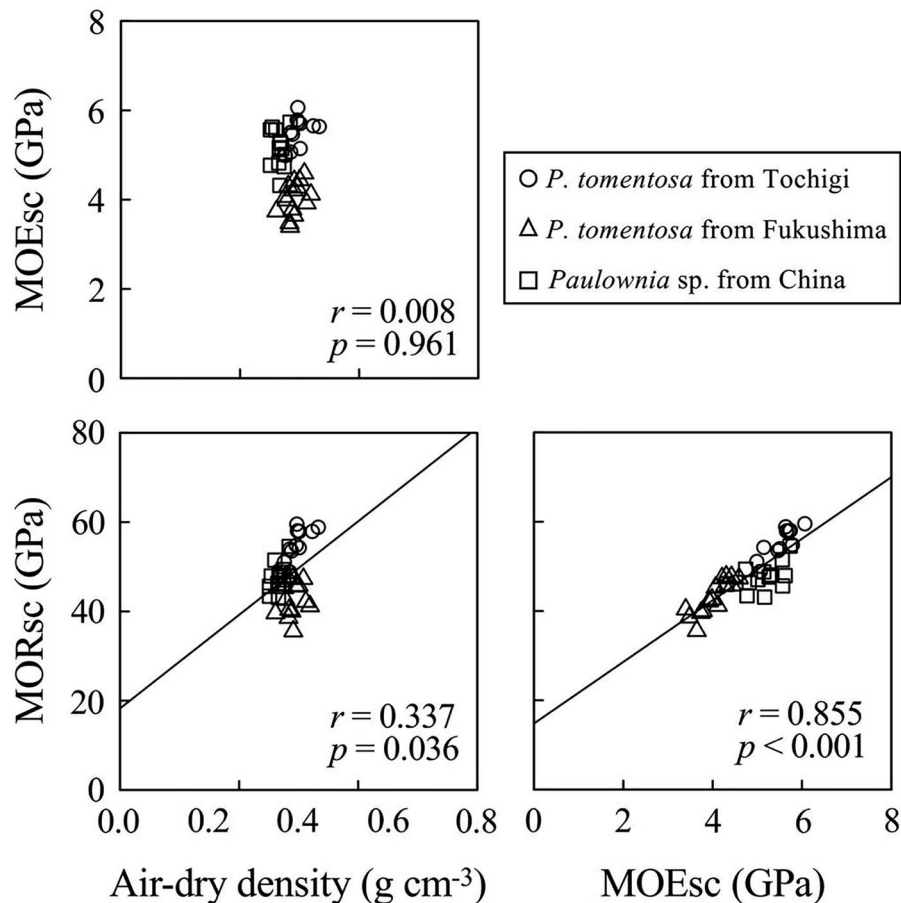 8
6
4
2
0
MOEsc (GPa)
r = 0.008
p = 0.961
P. tomentosa from Tochigi
P. tomentosa from Fukushima
Paulownia sp. from China
80
60
40
20
0
MORsc (GPa)
r = 0.337
p = 0.036
0.0 0.2 0.4 0.6
Air-dry density (g cm-3)
r = 0.855
p < 0.001
0 2 4 6 8
MOEsc (GPa)